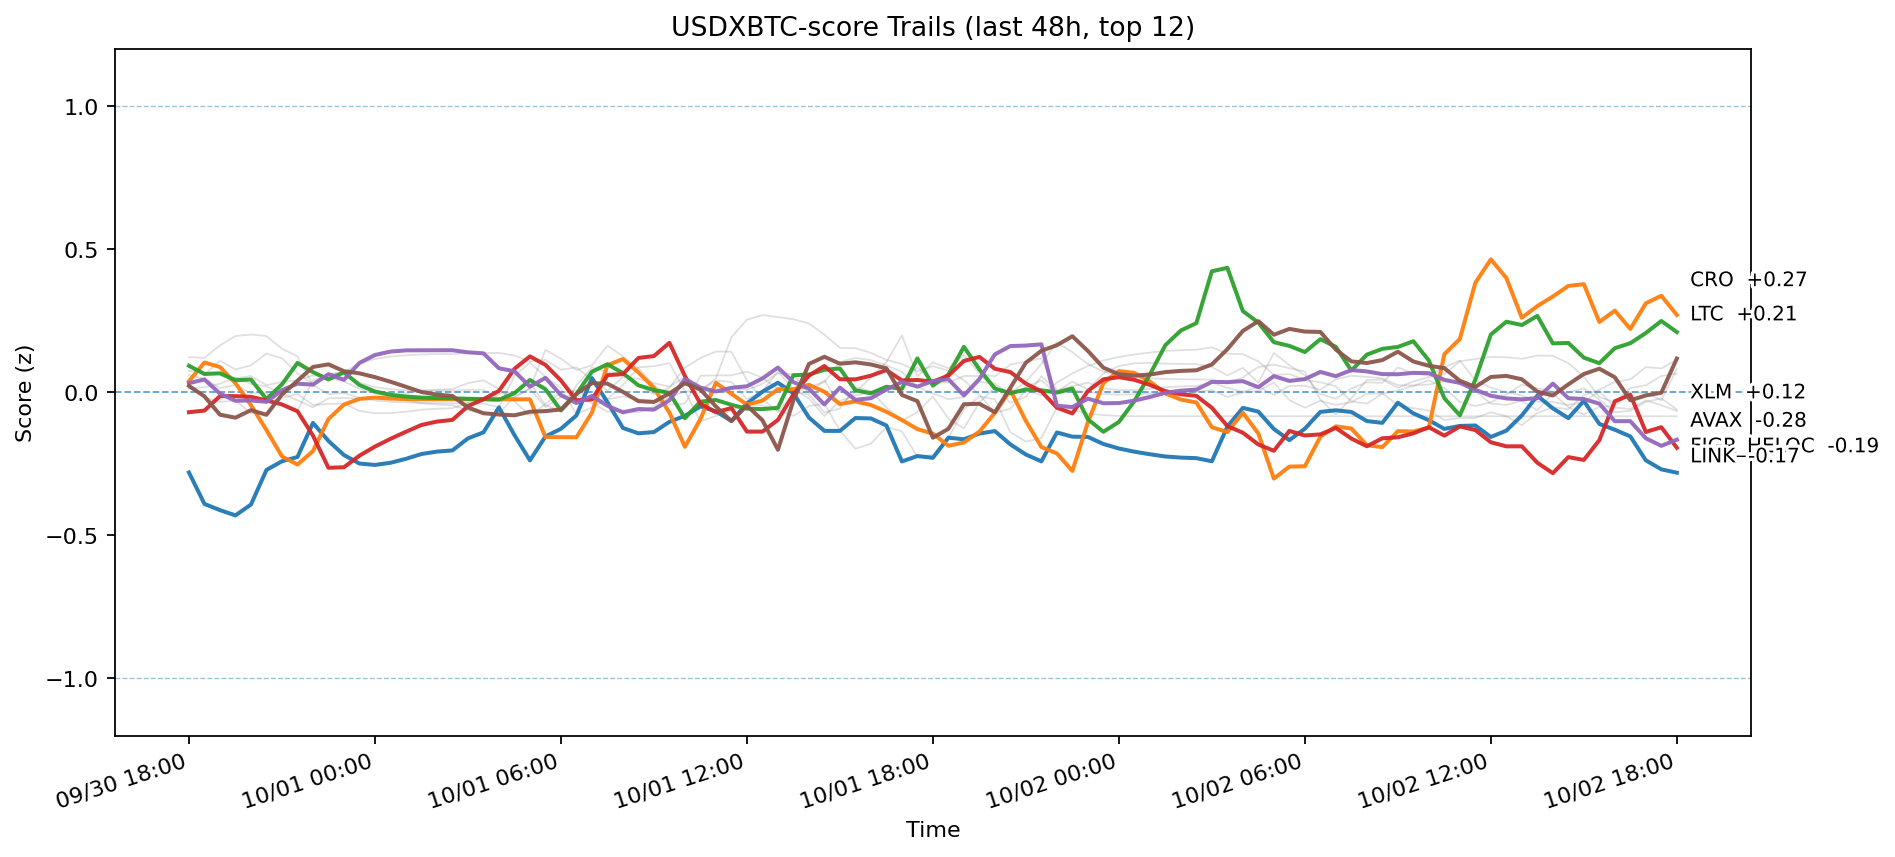 USDXBTC-score Trails (last 48h, top 12)
Score (z)
1.0
0.5
0.0
−0.5
−1.0
CRO +0.27
LTC +0.21
XLM +0.12
AVAX -0.28
FIGR_HELOC -0.19
LINK -0.17
09/30 18:00
10/01 00:00
10/01 06:00
10/01 12:00
10/01 18:00
10/02 00:00
10/02 06:00
10/02 12:00
10/02 18:00
Time